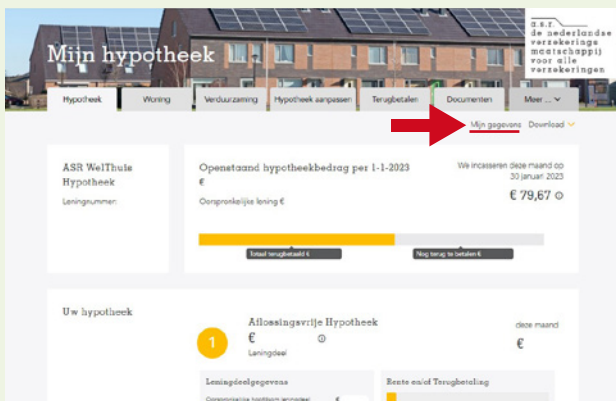 Mijn hypotheek
a.s.r.
de nederlandse
verzekerings
maatschappij
voor alle
verzekeringen
Hypotheek Woning Verduurzaming Hypotheek aanpassen Terugbetalen Documenten Meer ...
Mijn gegevens Download
ASR WelThuis
Hypotheek
Leningnummer:
Openstaand hypotheekbedrag per 1-1-2023
€
Oorspronkelijke lening €
We incasseren deze maand op
30 januari 2023
€ 79,67
Totaal terugbetaald €
Nog terug te betalen €
Uw hypotheek
1
Aflossingsvrije Hypotheek
€
Leningdeel
deze maand
€
Leningdeelgegevens
Oorspronkelijke hoofdsom leningdeel €
Rente en/of Terugbetaling